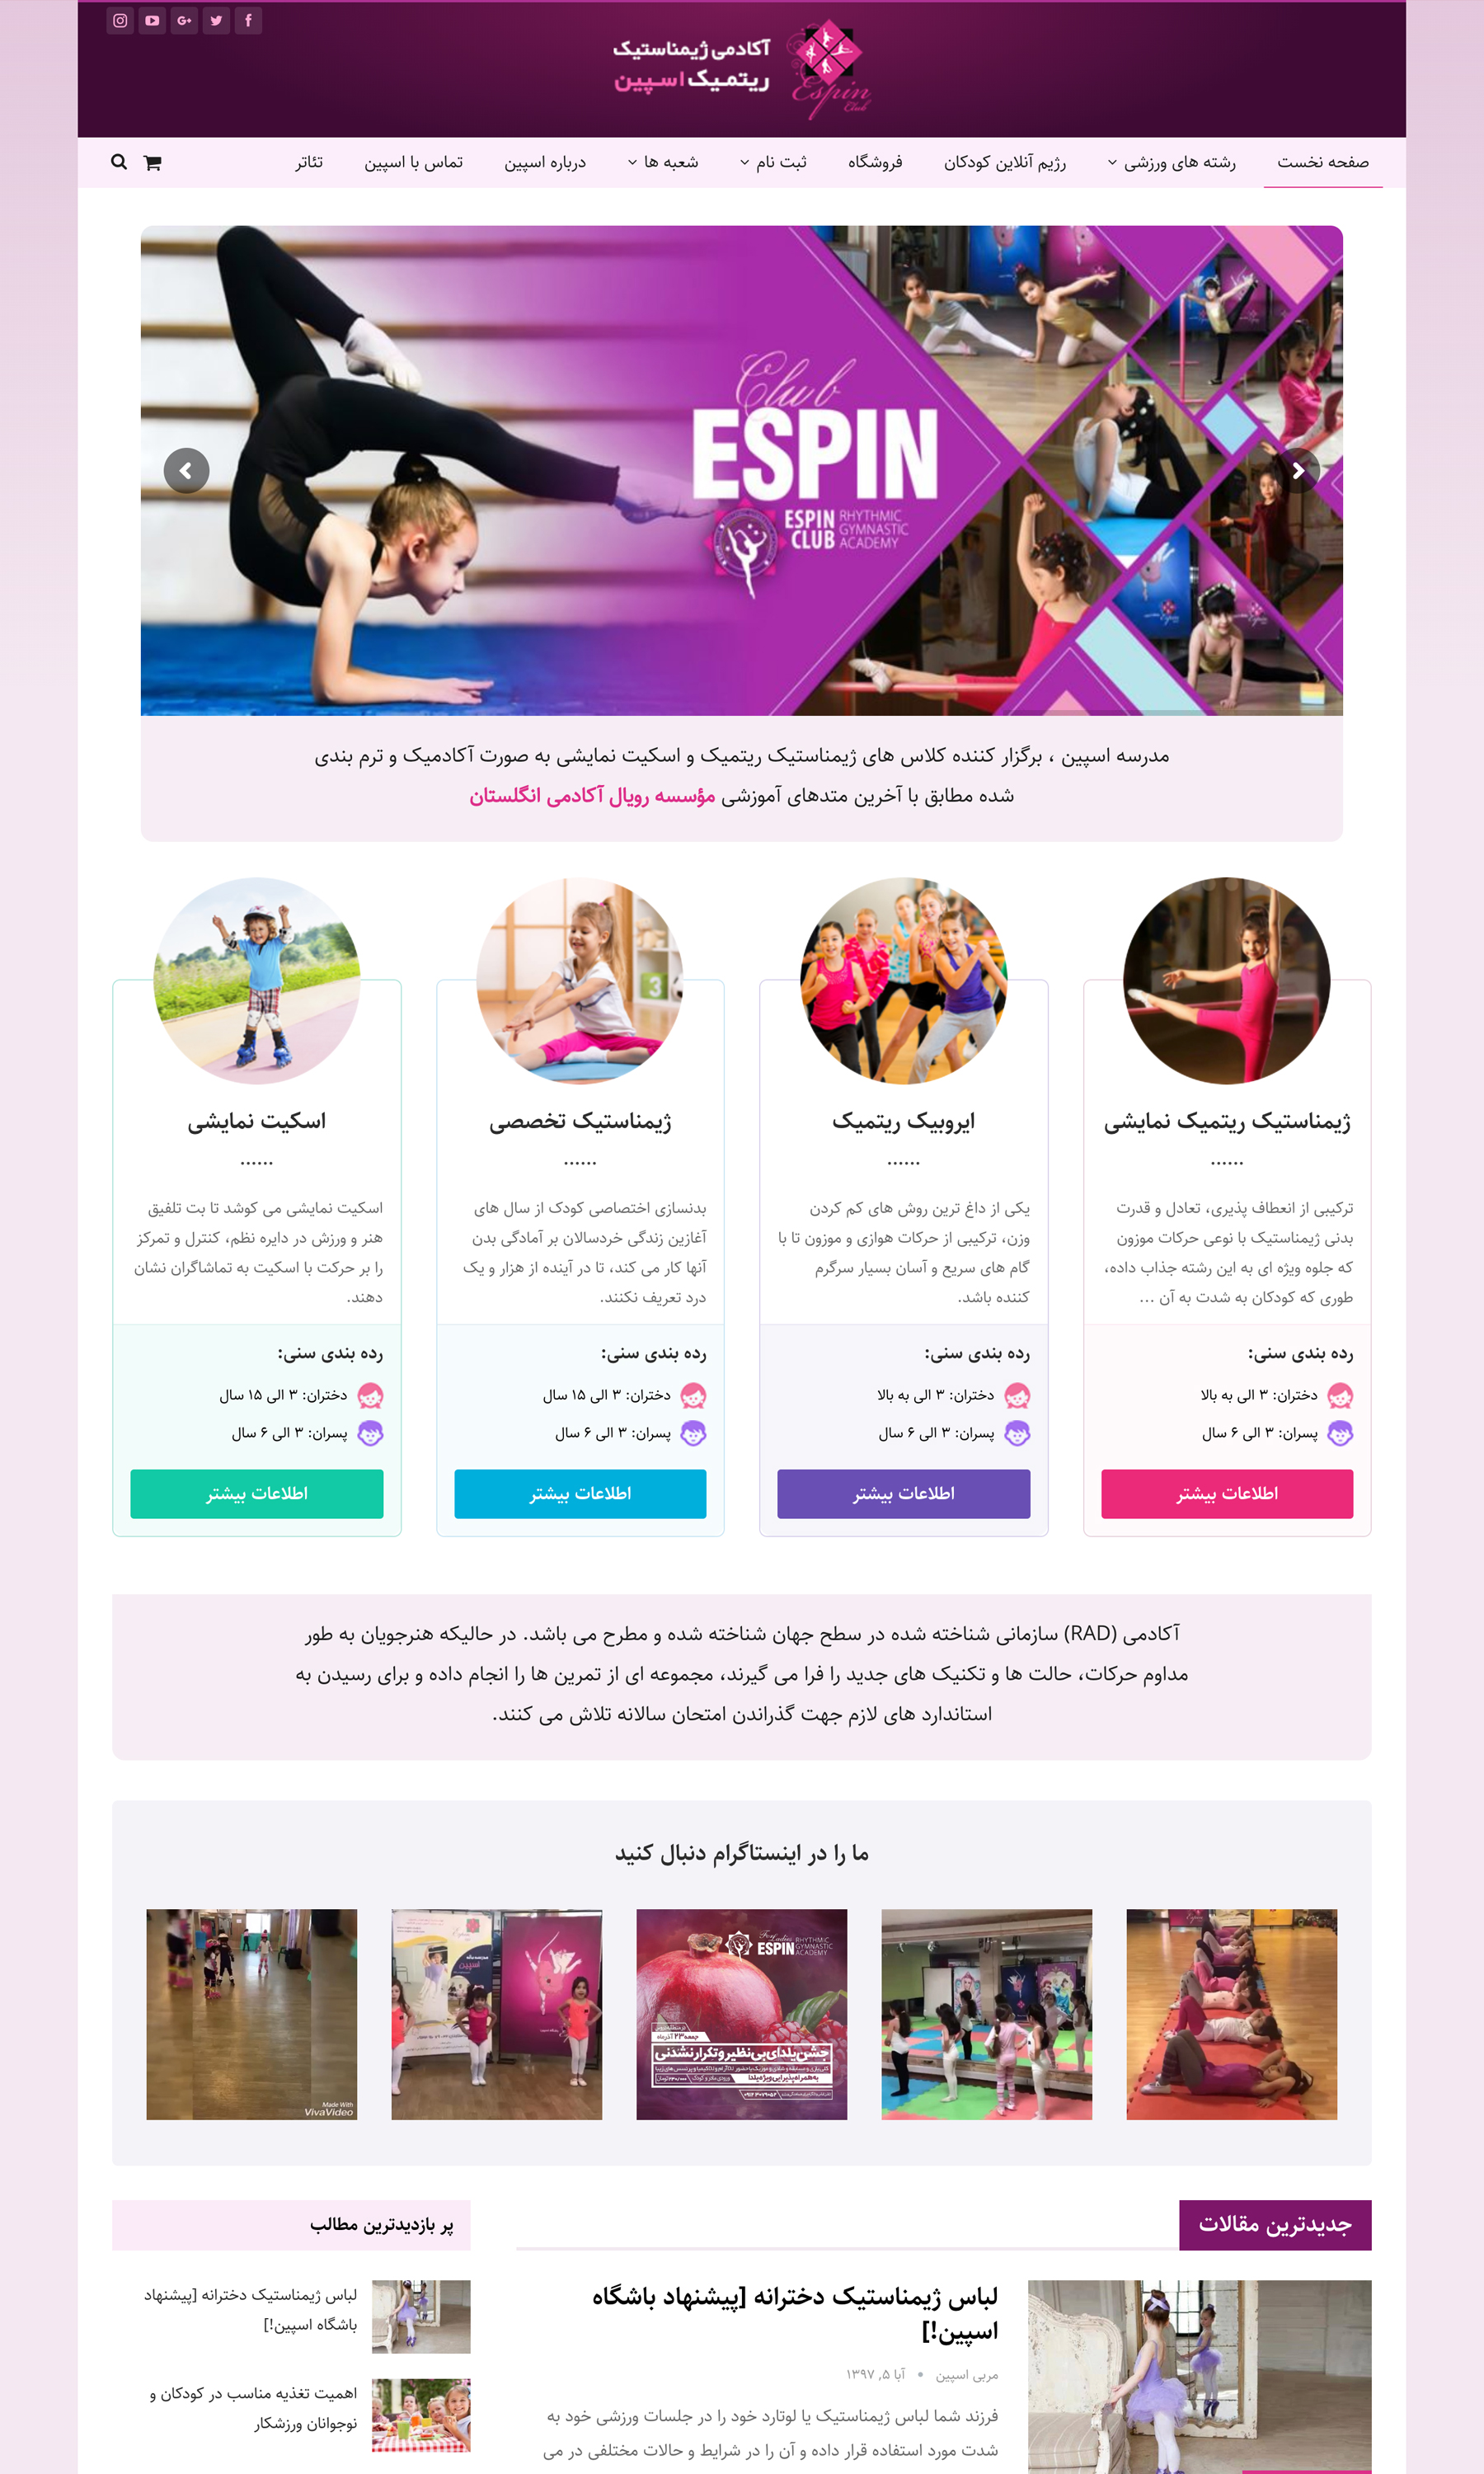 آکادمی ژیمناستیک
ریتمیک اسپین
Espin
Club
صفحه نخست
رشته های ورزشی
رژیم آنلاین کودکان
فروشگاه
ثبت نام
شعبه ها
درباره اسپین
تماس با اسپین
تئاتر
Club
ESPIN
ESPIN CLUB
RHYTHMIC GYMNASTIC ACADEMY
مدرسه اسپین ، برگزار کننده کلاس های ژیمناستیک ریتمیک و اسکیت نمایشی به صورت آکادمیک و ترم بندی
شده مطابق با آخرین متدهای آموزشی مؤسسه رویال آکادمی انگلستان
ژیمناستیک ریتمیک نمایشی
......
ترکیبی از انعطاف پذیری، تعادل و قدرت
بدنی ژیمناستیک با نوعی حرکات موزون
که جلوه ویژه ای به این رشته جذاب داده،
طوری که کودکان به شدت به آن ...
رده بندی سنی:
دختران: ۳ الی به بالا
پسران: ۳ الی ۶ سال
اطلاعات بیشتر
ایروبیک ریتمیک
......
یکی از داغ ترین روش های کم کردن
وزن، ترکیبی از حرکات هوازی و موزون تا با
گام های سریع و آسان بسیار سرگرم
کننده باشد.
رده بندی سنی:
دختران: ۳ الی به بالا
پسران: ۳ الی ۶ سال
اطلاعات بیشتر
ژیمناستیک تخصصی
......
بدنسازی اختصاصی کودک از سال های
آغازین زندگی خردسالان بر آمادگی بدن
آنها کار می کند، تا در آینده از هزار و یک
درد تعریف نکنند.
رده بندی سنی:
دختران: ۳ الی ۱۵ سال
پسران: ۳ الی ۶ سال
اطلاعات بیشتر
اسکیت نمایشی
......
اسکیت نمایشی می کوشد تا بت تلفیق
هنر و ورزش در دایره نظم، کنترل و تمرکز
را بر حرکت با اسکیت به تماشاگران نشان
دهند.
رده بندی سنی:
دختران: ۳ الی ۱۵ سال
پسران: ۳ الی ۶ سال
اطلاعات بیشتر
آکادمی (RAD) سازمانی شناخته شده در سطح جهان شناخته شده و مطرح می باشد. در حالیکه هنرجویان به طور
مداوم حرکات، حالت ها و تکنیک های جدید را فرا می گیرند، مجموعه ای از تمرین ها را انجام داده و برای رسیدن به
استاندارد های لازم جهت گذراندن امتحان سالانه تلاش می کنند.
ما را در اینستاگرام دنبال کنید
For Ladies
ESPIN RHYTHMIC GYMNASTIC ACADEMY
جمعه ۲۳ آذرماه
جشن یلدای بی نظیر و تکرار نشدنی
به همراه پذیرایی ویژه یلدا
اسپین
Made With
VivaVideo
جدیدترین مقالات
لباس ژیمناستیک دخترانه [پیشنهاد باشگاه
اسپین!]
مربی اسپین • آبا ۵, ۱۳۹۷
فرزند شما لباس ژیمناستیک یا لوتارد خود را در جلسات ورزشی خود به
شدت مورد استفاده قرار داده و آن را در شرایط و حالات مختلفی در می
پر بازدیدترین مطالب
لباس ژیمناستیک دخترانه [پیشنهاد
باشگاه اسپین!]
اهمیت تغذیه مناسب در کودکان و
نوجوانان ورزشکار